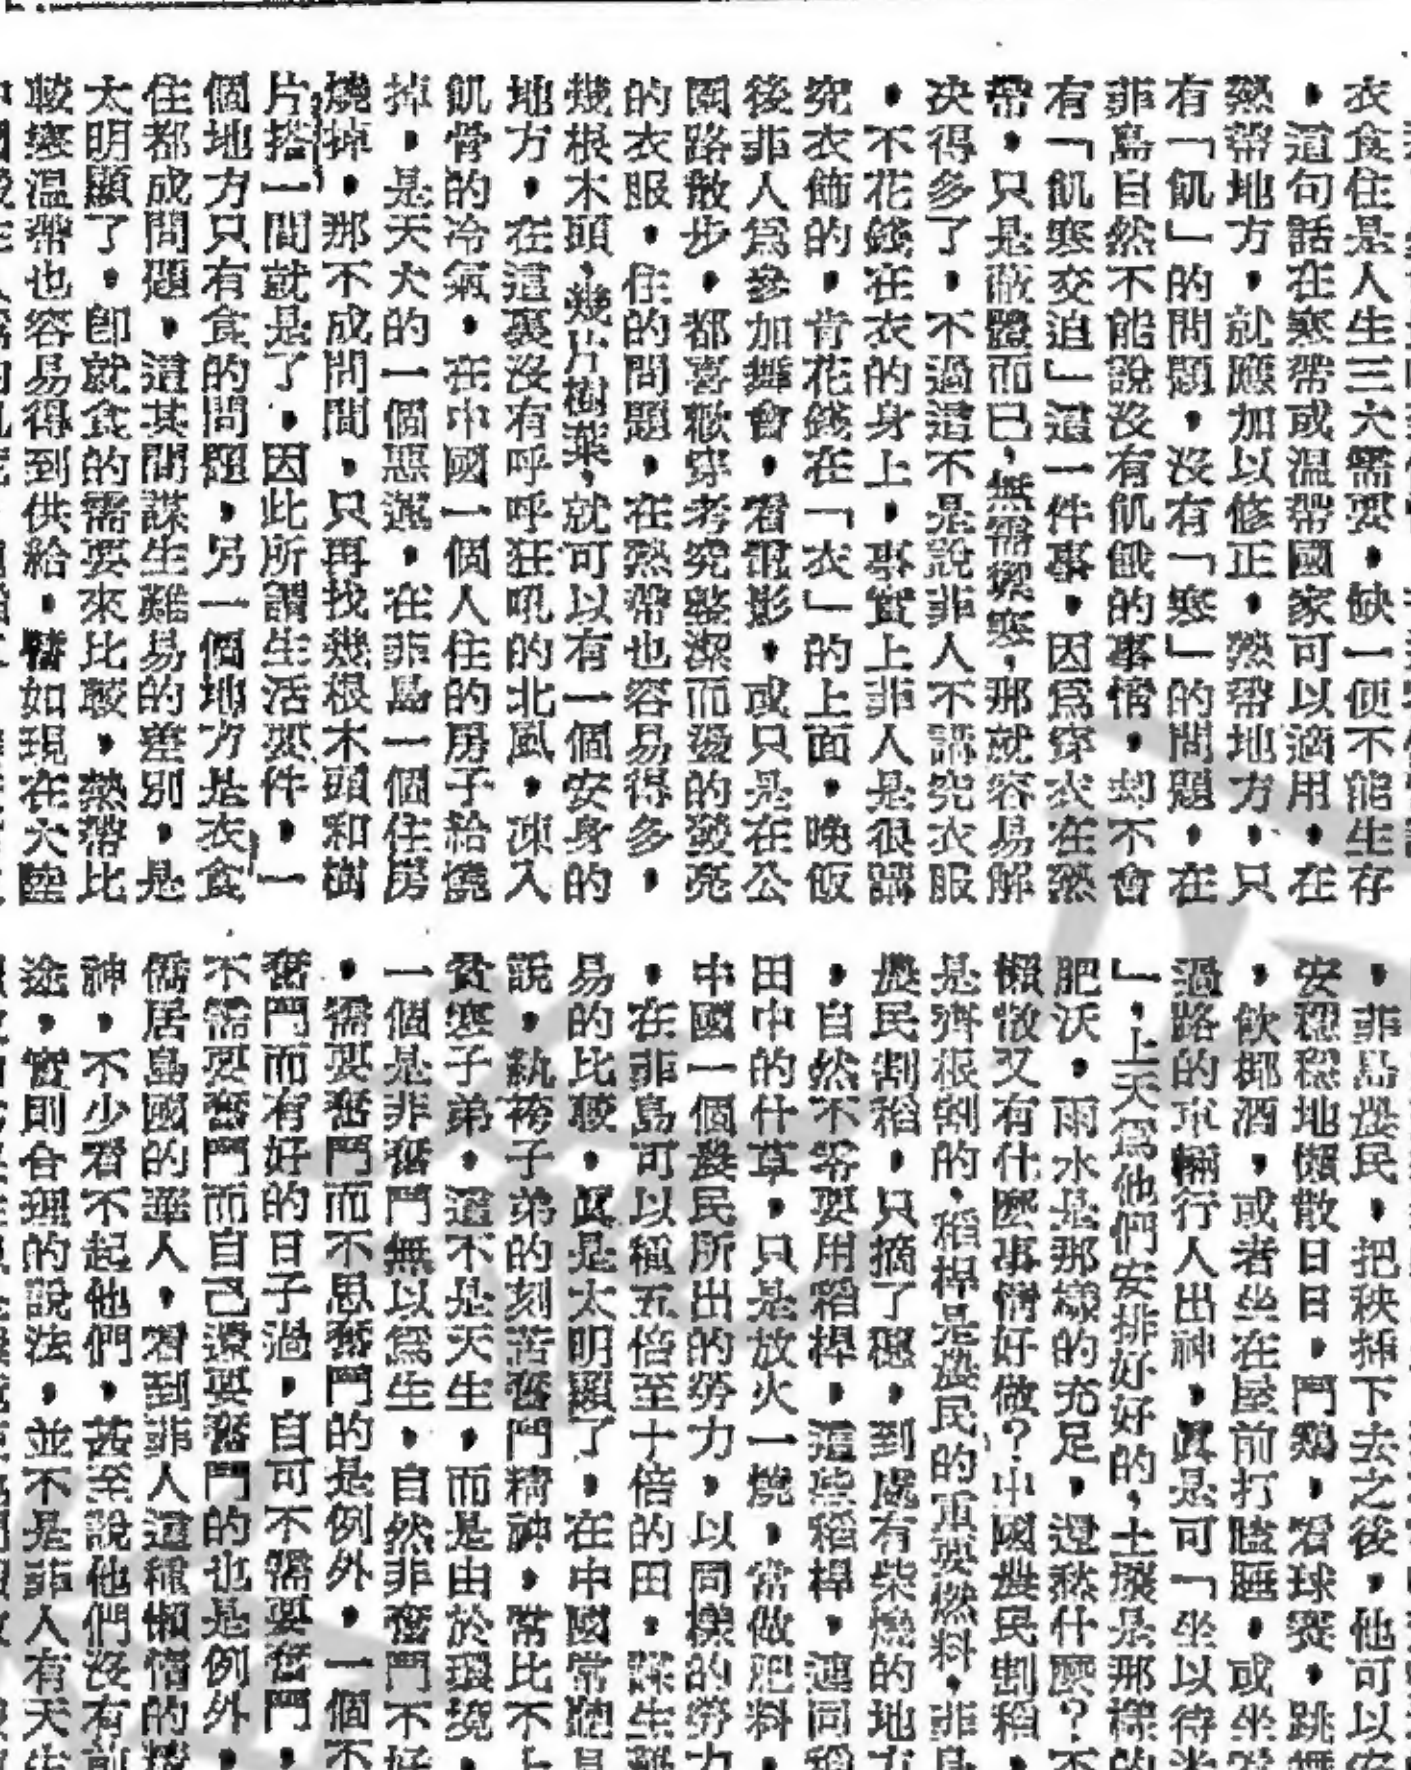 衣食住是人生三大需要，缺一便不能生存
，這句話在寒帶或温帶國家可以適用，在
熱帶地方，就應加以修正，熱帶地方，只
有「飢」的問題，沒有「寒」的問題，在
菲島自然不能說沒有飢餓的事情，却不會
有「飢寒交迫」這一件事，因爲穿衣在熱
帶，只是蔽體而已，無需禦寒，那就容易解
决得多了，不過這不是說菲人不講究衣服
，不花錢在衣的身上，事實上菲人是很講
究衣飾的，肯花錢在「衣」的上面，晚飯
後菲人爲參加舞會，看電影，或只是在公
園路散步，都喜歡穿考究整潔而燙的發亮
的衣服，住的問題，在熱帶也容易得多，
幾根木頭，幾片樹葉，就可以有一個安身的
地方，在這裏沒有呼呼狂吼的北風，凍入
飢骨的冷氣，在中國一個人住的房子給燒
掉，是天大的一個惡運，在菲島一個住房
燒掉，那不成問間，只再找幾根木頭和樹
片搭一間就是了，因此所謂生活要件，一
個地方只有食的問題，另一個地方是衣食
住都成問題，這其間謀生難易的差別，是
太明顯了，卽就食的需要來比較，熱帶比
較寒温帶也容易得到供給，譬如現在大陸
，菲島農民，把秧挿下去之後，他可以安
安穩穩地懶散日日，鬥鷄，看球賽，跳舞
，飲椰酒，或者坐在屋前打瞌睡，或坐
過路的車輛行人出神，眞是可「坐以待
」，上天爲他們安排好好的，土壤是那樣的
肥沃，雨水是那樣的充足，還愁什麼？不
懶散又有什麼事情好做？中國農民割稻，
是齊根割的，稻桿是農民的重要燃料，菲島
農民割稻，只摘了穗，到處有柴燒的地方
，自然不需要用稻桿，這些稻桿，連同
田中的什草，只是放火一燒，常做肥料，
中國一個農民所出的勞力，以同樣的勞力
，在菲島可以種五倍至十倍的田，謀生難
易的比較，眞是太明顯了，在中國常聽
說，紈袴子弟的刻苦奮鬥精神，常比不上
貧寒子弟，這不是天生，而是由於環境，
一個是非奮鬥無以爲生，自然非奮鬥不好
，需要奮鬥而不思奮鬥的是例外，一個不
奮鬥而有好的日子過，自可不需要奮鬥，
不需要奮鬥而自己還要奮鬥的也是例外，
僑居島國的華人，看到菲人這種懶惰的
神，不少看不起他們，甚至說他們沒有前
途，實則合理的說法，並不是菲人有天生